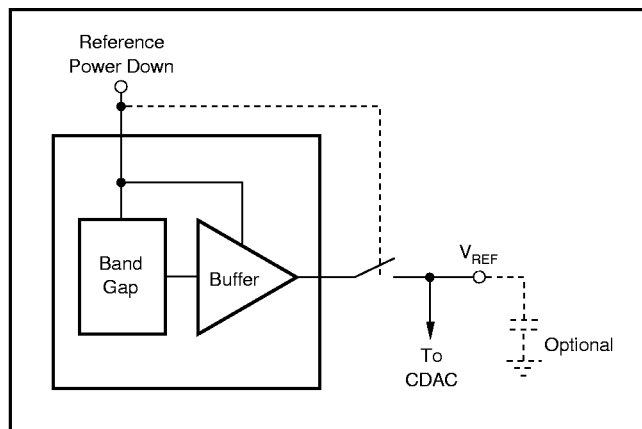 Reference
Power Down
Band
Gap
Buffer
V_REF
To
CDAC
Optional